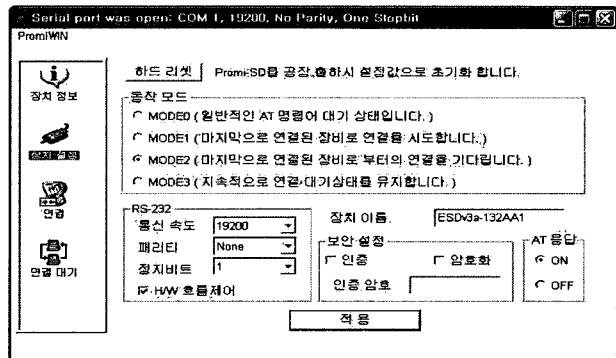 Serial port was open: COM 1, 19200, No Parity, One Stopbit
PromiWIN
장치 정보
연결
연결 대기
하드 리셋 Promi-SD를 공장 출하시 설정값으로 초기화 합니다.
동작 모드
MODE0 ( 일반적인 AT 명령어 대기 상태입니다. )
MODE1 ( 마지막으로 연결된 장비로 연결을 시도합니다. )
MODE2 ( 마지막으로 연결된 장비로 부터의 연결을 기다립니다. )
MODE3 ( 지속적으로 연결 대기상태를 유지합니다. )
RS-232
통신 속도 19200
패리티 None
정지비트 1
H/W 흐름제어
장치 이름. ESDv3a-132AA1
보안 설정
인증 암호화
인증 암호
AT 응답
ON
OFF
적 용